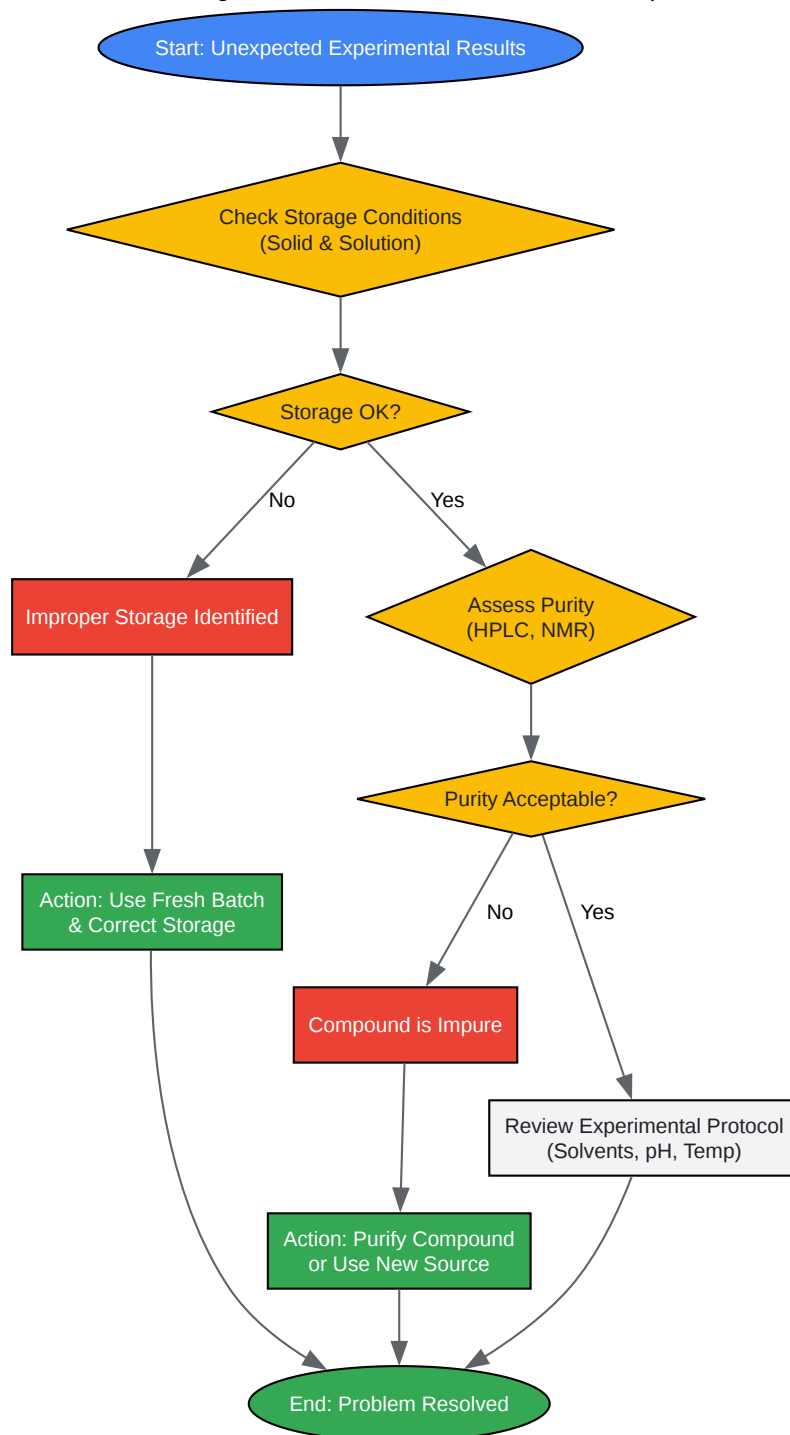 Start: Unexpected Experimental Results
Check Storage Conditions
(Solid & Solution)
Storage OK?
No
Yes
Improper Storage Identified
Assess Purity
(HPLC, NMR)
Purity Acceptable?
Action: Use Fresh Batch
& Correct Storage
No
Yes
Compound is Impure
Review Experimental Protocol
(Solvents, pH, Temp)
Action: Purify Compound
or Use New Source
End: Problem Resolved